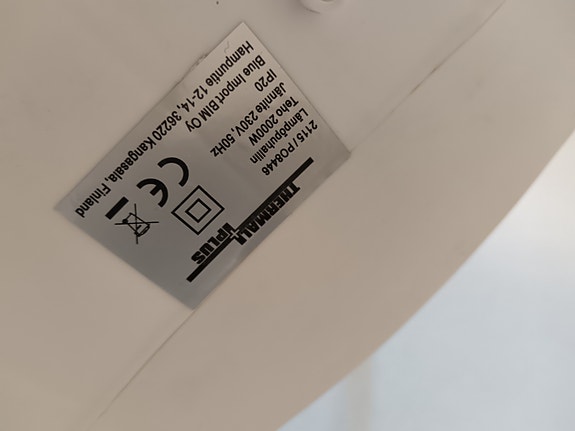 THERMAL
PLUS
2115 / PO8446
Lämpöpuhallin
Teho 2000W
Jännite 230V, 50Hz
IP20
Blue Import BIM Oy
Hampuntie 12-14, 36220 Kangasala, Finland
CE